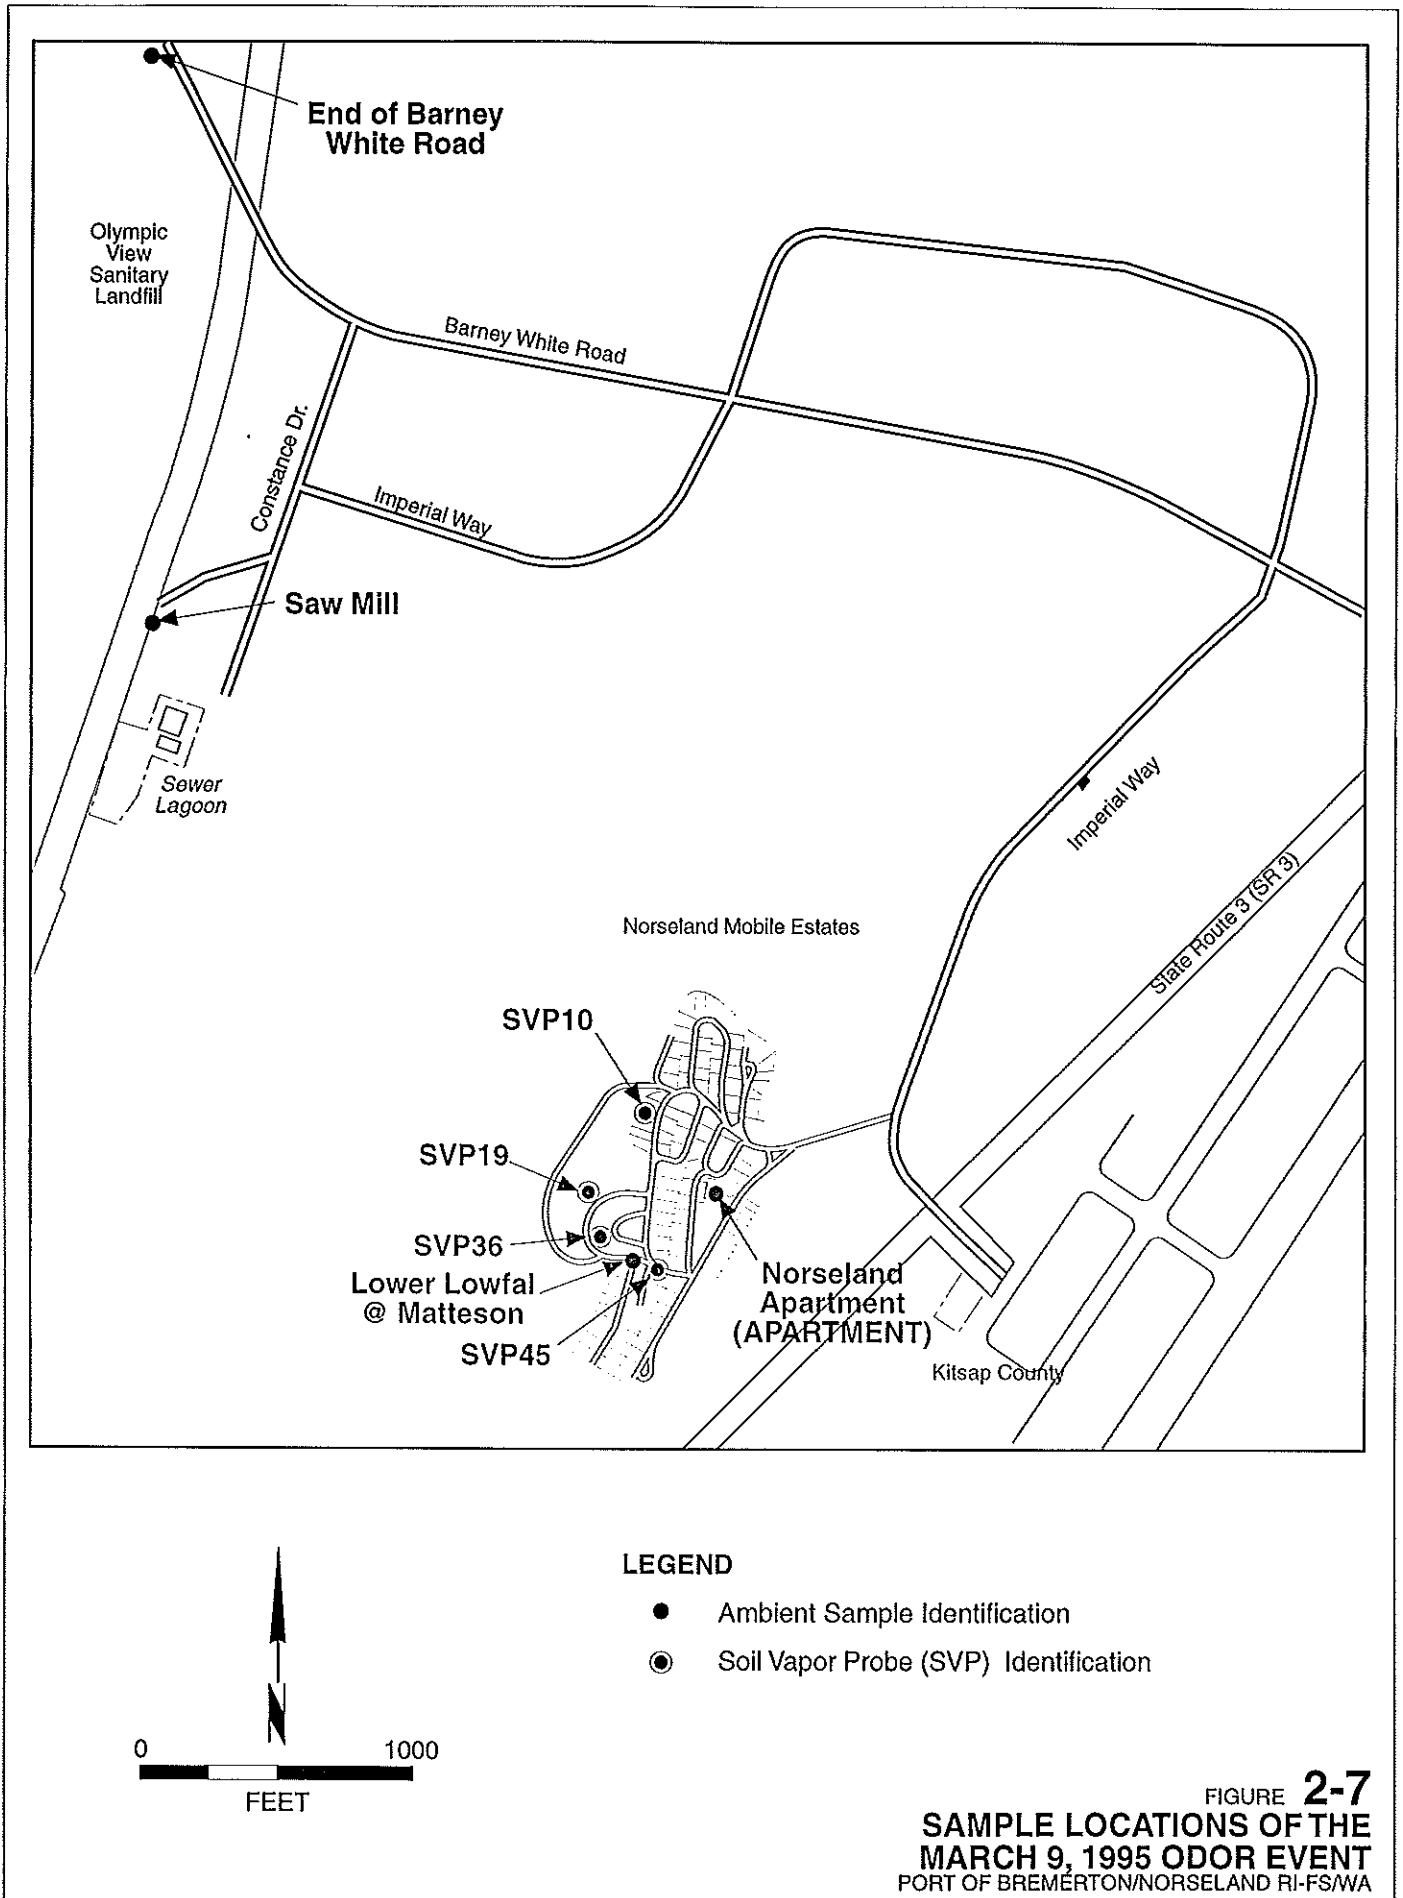 End of Barney
White Road
Olympic
View
Sanitary
Landfill
Barney White Road
Constance Dr.
Imperial Way
Saw Mill
Sewer
Lagoon
Imperial Way
State Route 3 (SR 3)
Norseland Mobile Estates
SVP10
SVP19
SVP36
Lower Lowfal
@ Matteson
SVP45
Norseland
Apartment
(APARTMENT)
Kitsap County
LEGEND
Ambient Sample Identification
Soil Vapor Probe (SVP) Identification
N
0 1000
FEET
FIGURE 2-7
SAMPLE LOCATIONS OF THE
MARCH 9, 1995 ODOR EVENT
PORT OF BREMERTON/NORSELAND RI-FS/WA